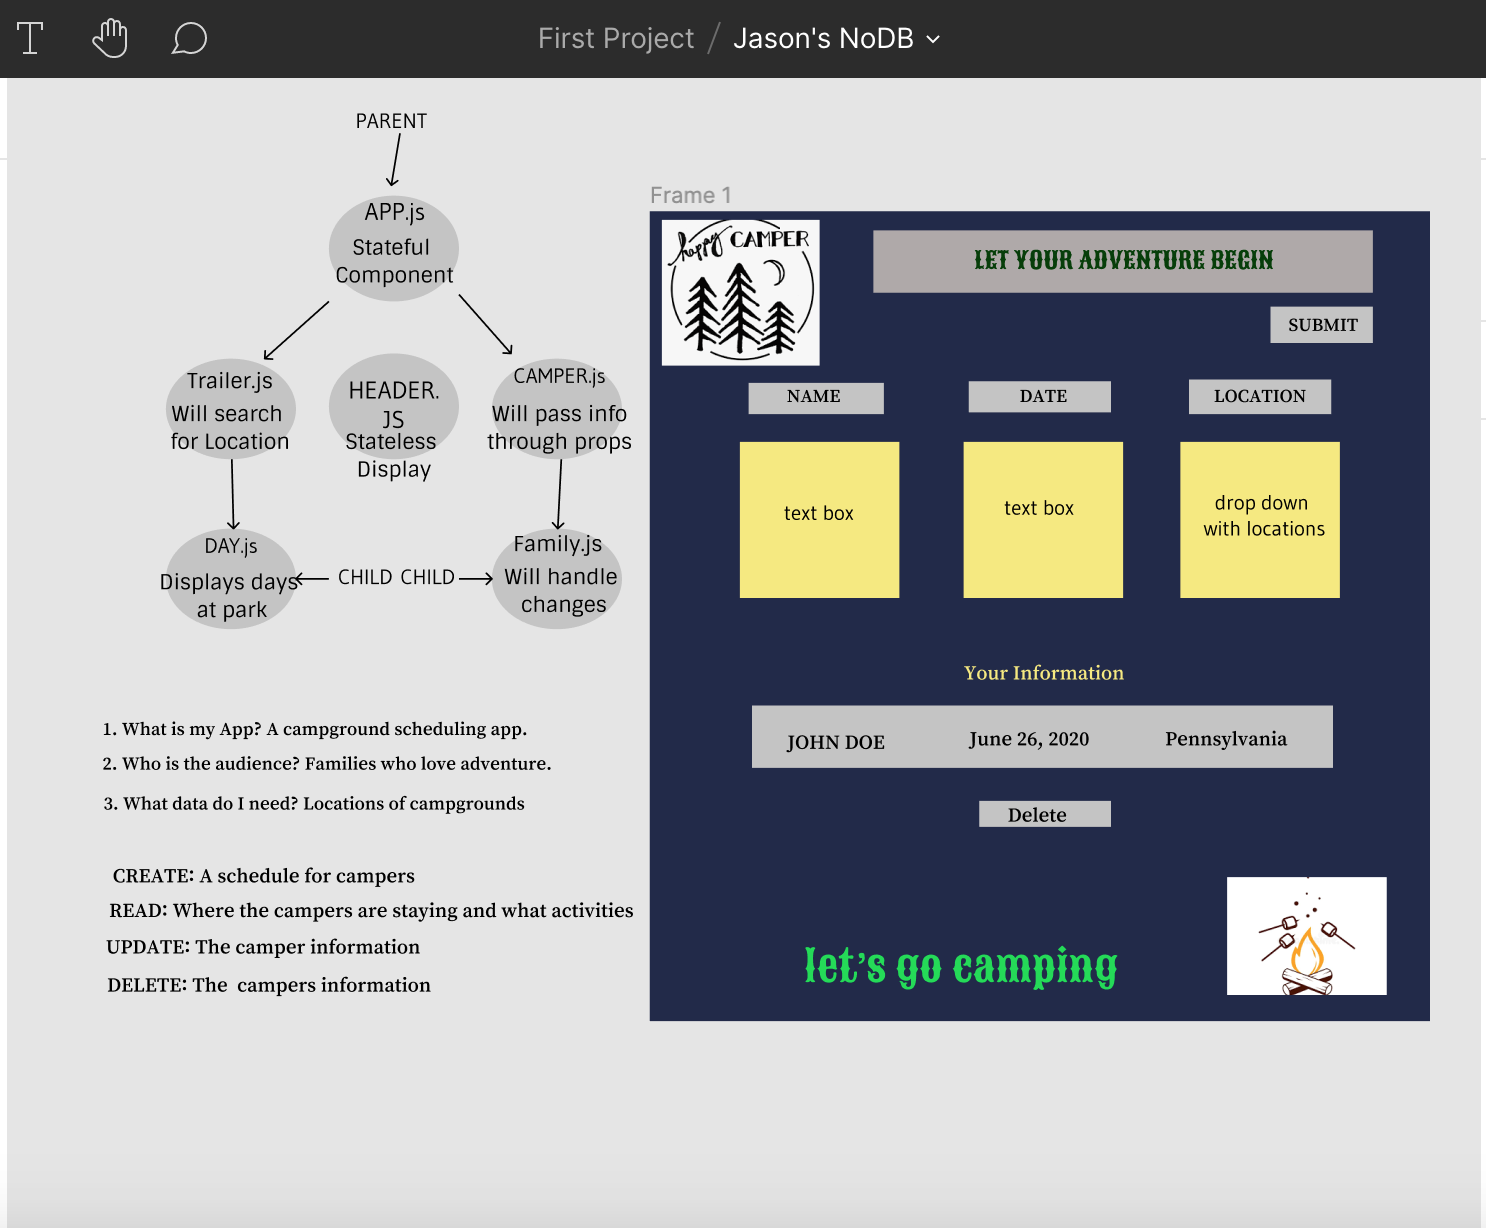 First Project / Jason's NoDB
PARENT
APP.js
Stateful
Component
Trailer.js
Will search
for Location
HEADER.
JS
Stateless
Display
CAMPER.js
Will pass info
through props
DAY.js
Displays days
at park
CHILD CHILD
Family.js
Will handle
changes
1. What is my App? A campground scheduling app.
2. Who is the audience? Families who love adventure.
3. What data do I need? Locations of campgrounds
CREATE: A schedule for campers
READ: Where the campers are staying and what activities
UPDATE: The camper information
DELETE: The  campers information
Frame 1
happy CAMPER
LET YOUR ADVENTURE BEGIN
SUBMIT
NAME
DATE
LOCATION
text box
text box
drop down
with locations
Your Information
JOHN DOE
June 26, 2020
Pennsylvania
Delete
let's go camping